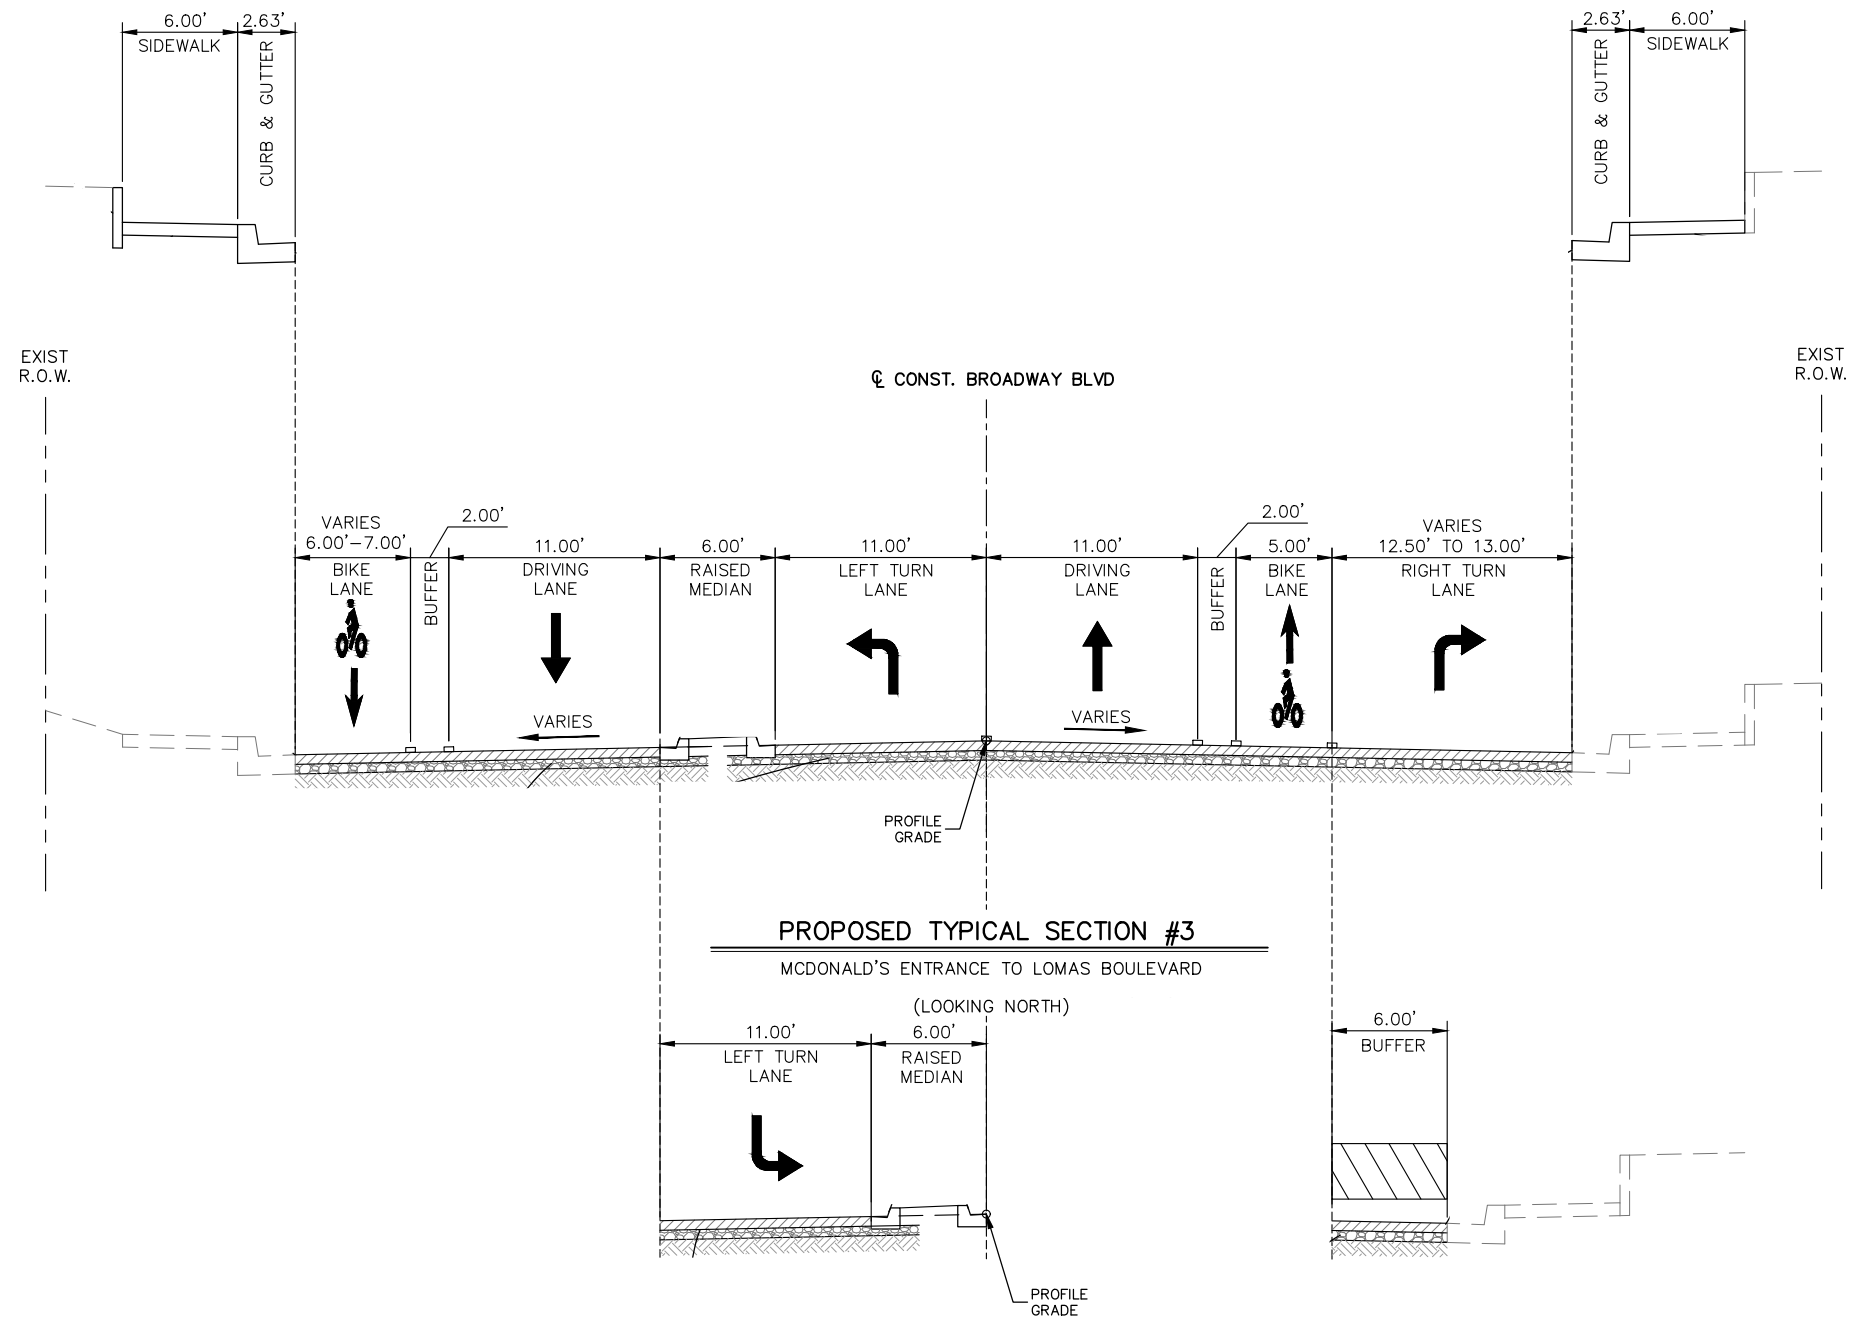 6.00' 2.63'
SIDEWALK
CURB & GUTTER
2.63' 6.00'
SIDEWALK
CURB & GUTTER
EXIST
R.O.W.
EXIST
R.O.W.
℄ CONST. BROADWAY BLVD
VARIES
6.00'-7.00'
BIKE
LANE
2.00'
BUFFER
11.00'
DRIVING
LANE
6.00'
RAISED
MEDIAN
11.00'
LEFT TURN
LANE
11.00'
DRIVING
LANE
2.00'
BUFFER
5.00'
BIKE
LANE
VARIES
12.50' TO 13.00'
RIGHT TURN
LANE
VARIES
VARIES
PROFILE
GRADE
PROPOSED TYPICAL SECTION #3
MCDONALD'S ENTRANCE TO LOMAS BOULEVARD
(LOOKING NORTH)
11.00'
LEFT TURN
LANE
6.00'
RAISED
MEDIAN
6.00'
BUFFER
PROFILE
GRADE